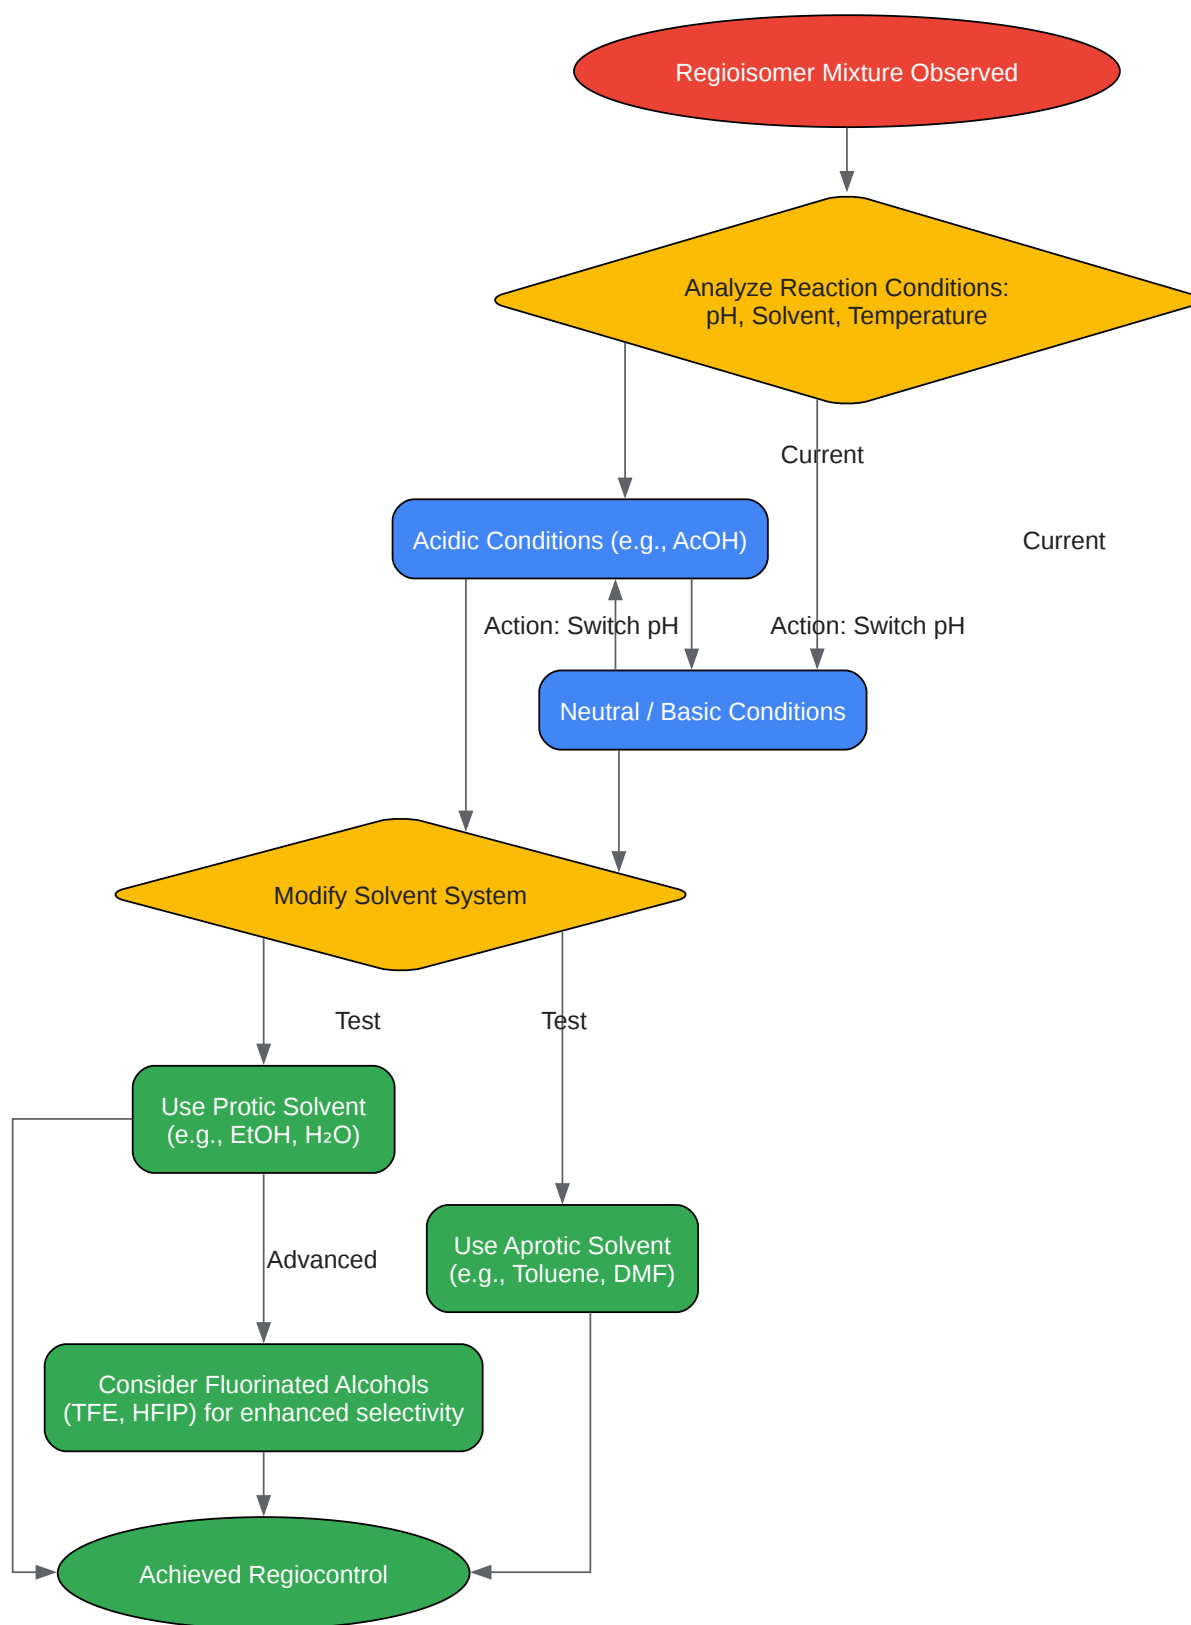 Regioisomer Mixture Observed
Analyze Reaction Conditions:
pH, Solvent, Temperature
Current
Acidic Conditions (e.g., AcOH)
Current
Action: Switch pH
Action: Switch pH
Neutral / Basic Conditions
Modify Solvent System
Test
Test
Use Protic Solvent
(e.g., EtOH, H₂O)
Use Aprotic Solvent
(e.g., Toluene, DMF)
Advanced
Consider Fluorinated Alcohols
(TFE, HFIP) for enhanced selectivity
Achieved Regiocontrol